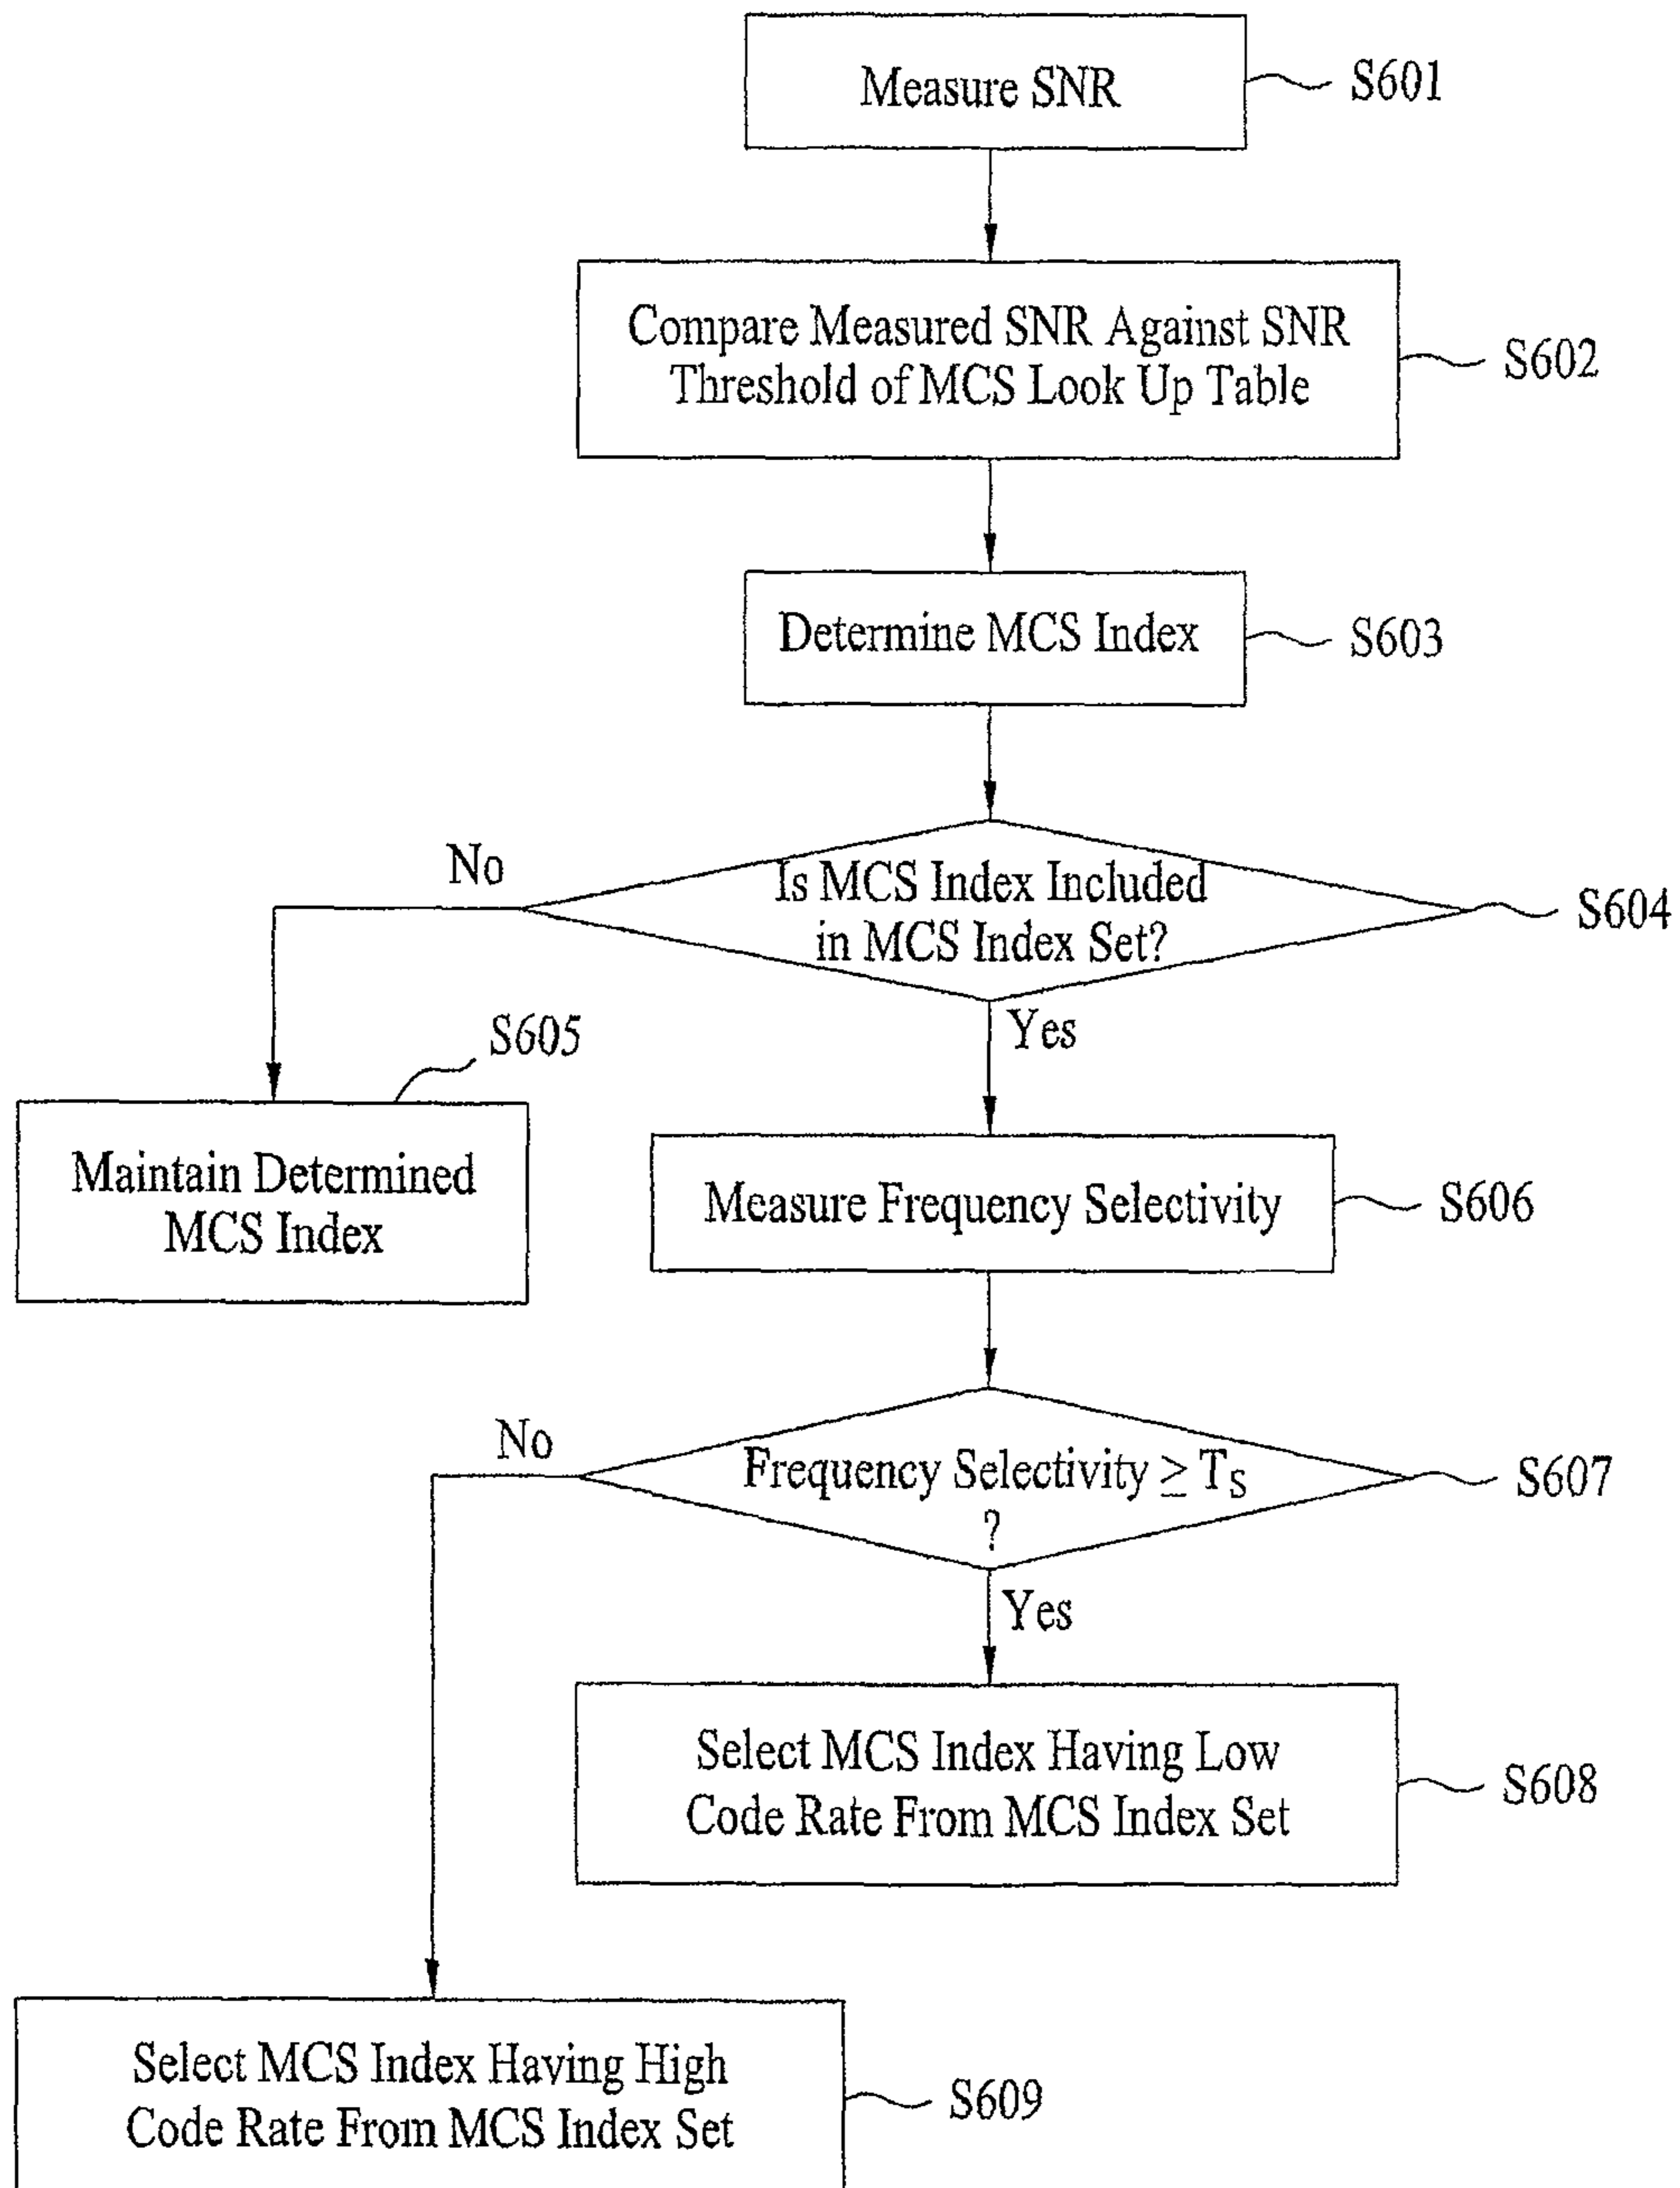 Measure SNR
S601
Compare Measured SNR Against SNR
Threshold of MCS Look Up Table
S602
Determine MCS Index
S603
No
Is MCS Index Included
in MCS Index Set?
S604
Yes
S605
Maintain Determined
MCS Index
Measure Frequency Selectivity
S606
No
Frequency Selectivity ≥ TS
?
S607
Yes
Select MCS Index Having Low
Code Rate From MCS Index Set
S608
Select MCS Index Having High
Code Rate From MCS Index Set
S609